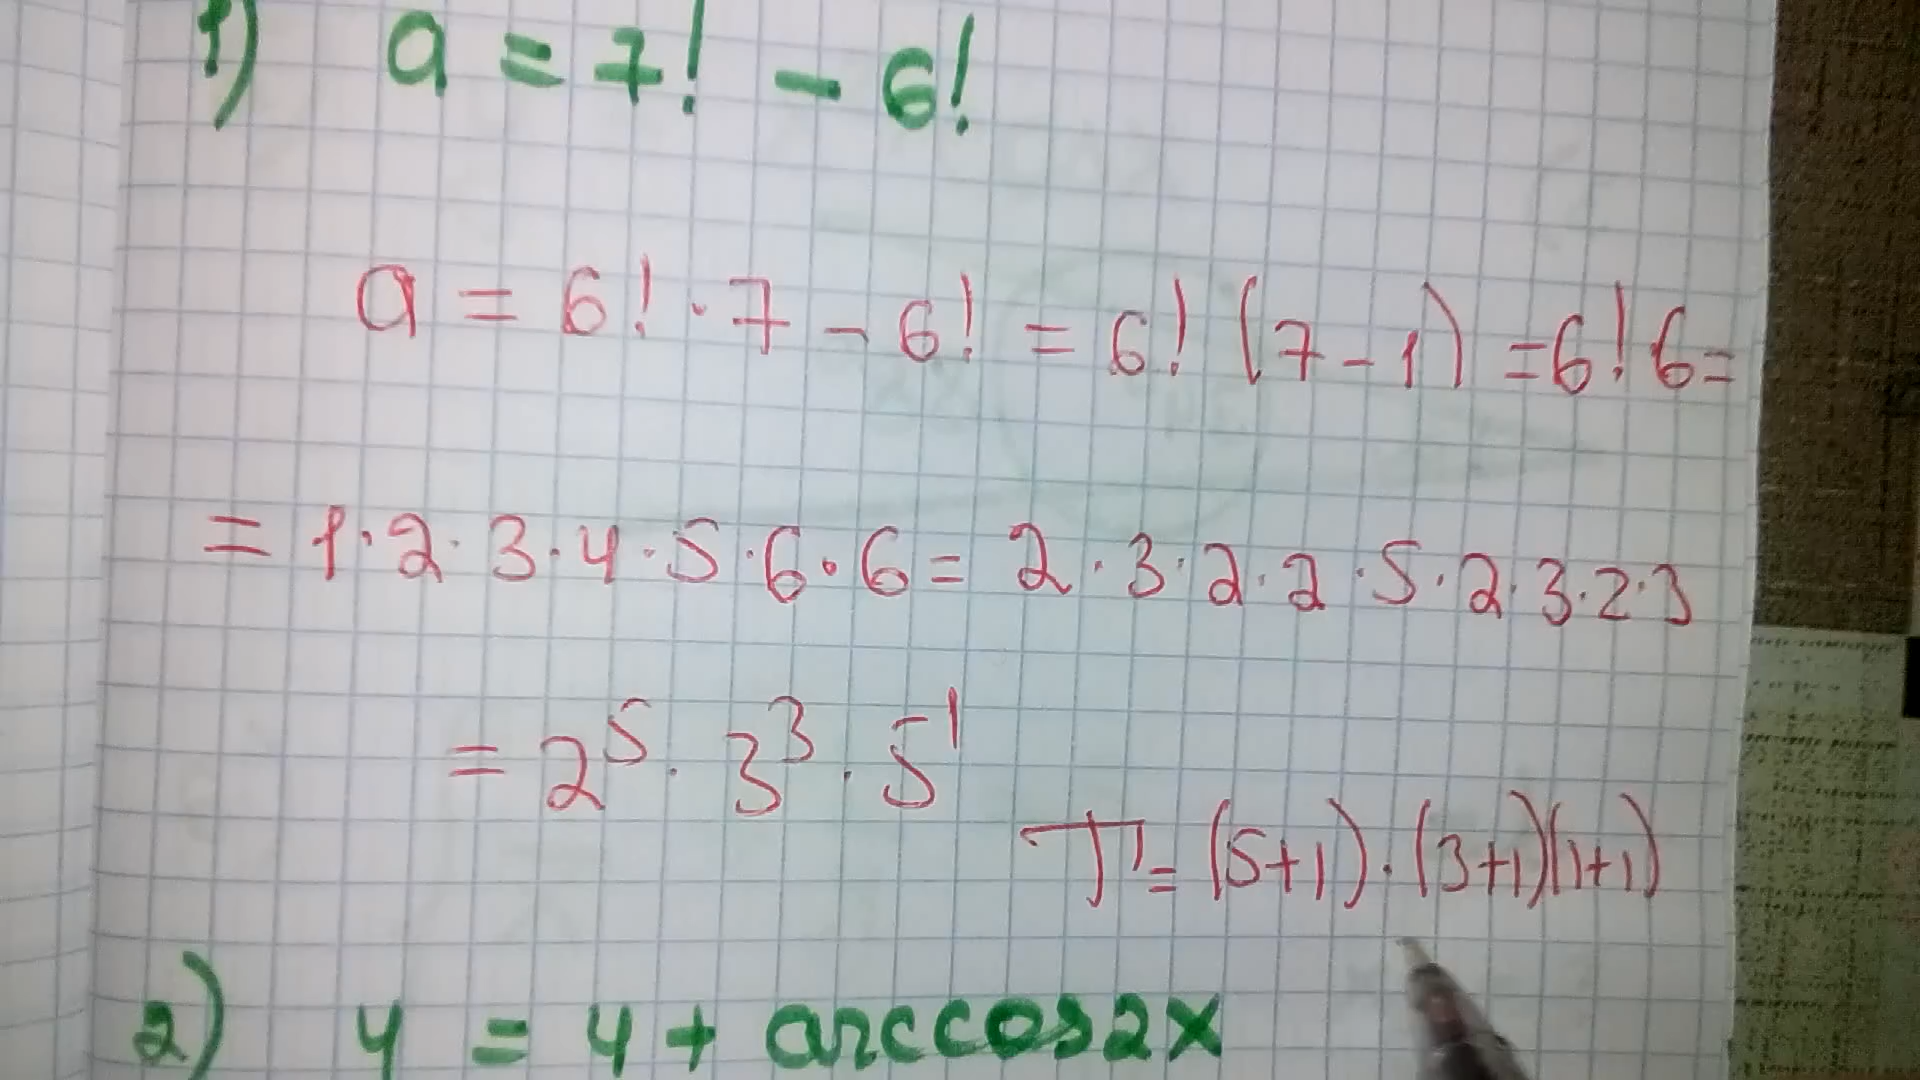 1) a = 7! - 6!
a = 6! · 7 - 6! = 6! (7 - 1) = 6! 6 =
= 1 · 2 · 3 · 4 · 5 · 6 · 6 = 2 · 3 · 2 · 2 · 5 · 2 · 3 · 2 · 3
= 2⁵ · 3³ · 5¹
π = (5+1) · (3+1)(1+1)
2) y = 4 + arccos2x